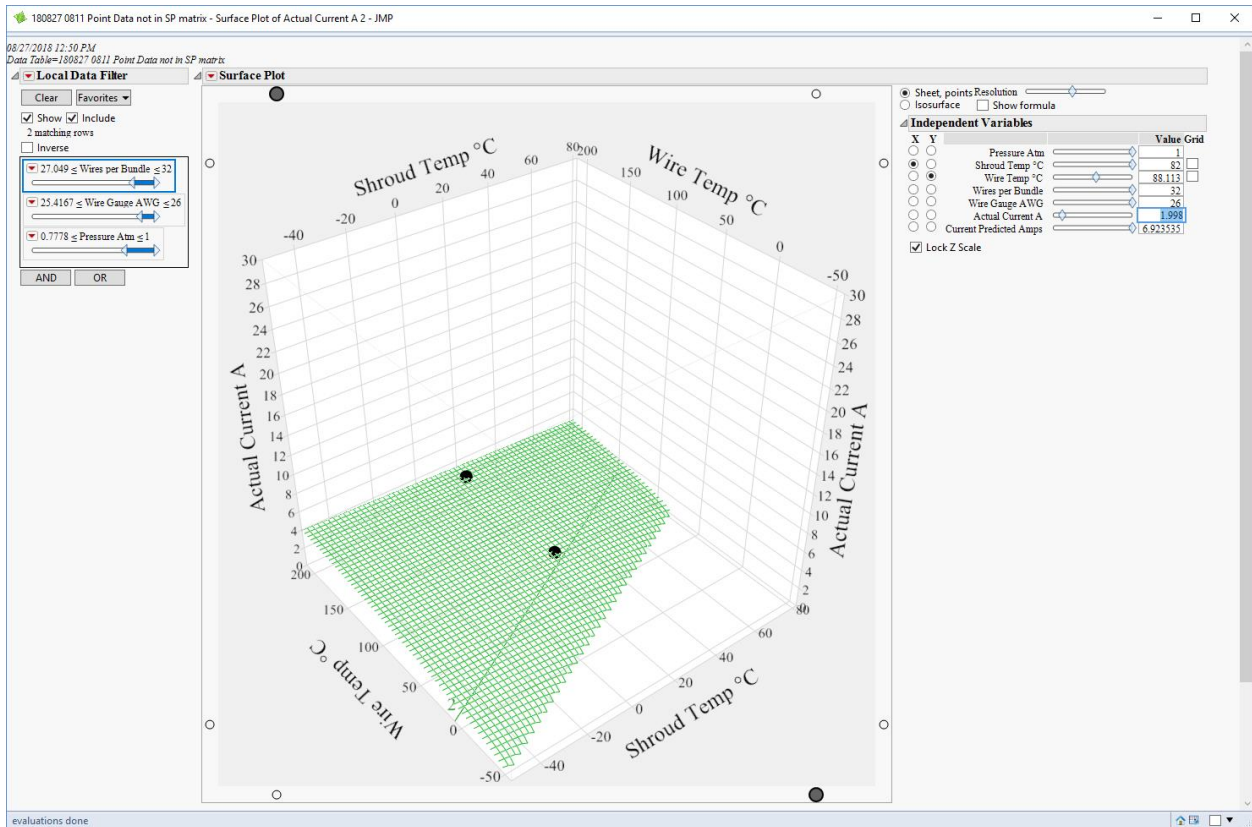 180827 0811 Point Data not in SP matrix - Surface Plot of Actual Current A 2 - JMP
08/27/2018 12:50 PM
Data Table=180827 0811 Point Data not in SP matrix
Local Data Filter
Clear Favorites
Show Include
2 matching rows
Inverse
27.049 ≤ Wires per Bundle ≤ 32
25.4167 ≤ Wire Gauge AWG ≤ 26
0.7778 ≤ Pressure Atm ≤ 1
AND OR
Surface Plot
Shroud Temp °C
-40 -20 0 20 40 60 80
Wire Temp °C
200 150 100 50 0 -50
Actual Current A
30
28
26
24
22
20
18
16
14
12
10
8
6
4
2
0
Actual Current A
30
28
26
24
22
20
18
16
14
12
10
8
6
4
2
0
Wire Temp °C
200
150
100
50
0
-50
2
Shroud Temp °C
-40
-20
0
20
40
60
80
Sheet, points Resolution
Isosurface Show formula
Independent Variables
X Y Value Grid
Pressure Atm 1
Shroud Temp °C 82
Wire Temp °C 88.113
Wires per Bundle 32
Wire Gauge AWG 26
Actual Current A 1.998
Current Predicted Amps 6.923535
Lock Z Scale
evaluations done